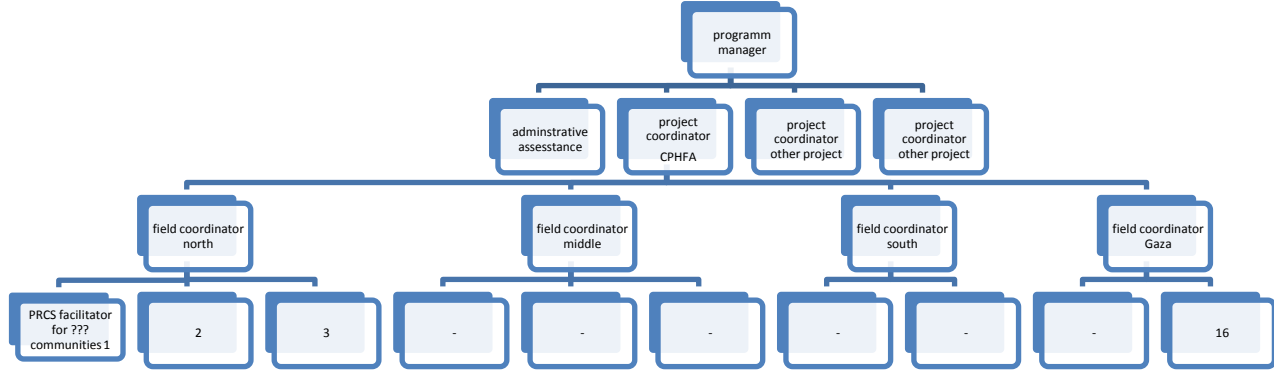 programm
manager
adminstrative
assesstance
project
coordinator
CPHFA
project
coordinator
other project
project
coordinator
other project
field coordinator
north
field coordinator
middle
field coordinator
south
field coordinator
Gaza
PRCS facilitator
for ???
communities 1
2
3
-
-
-
-
-
-
16